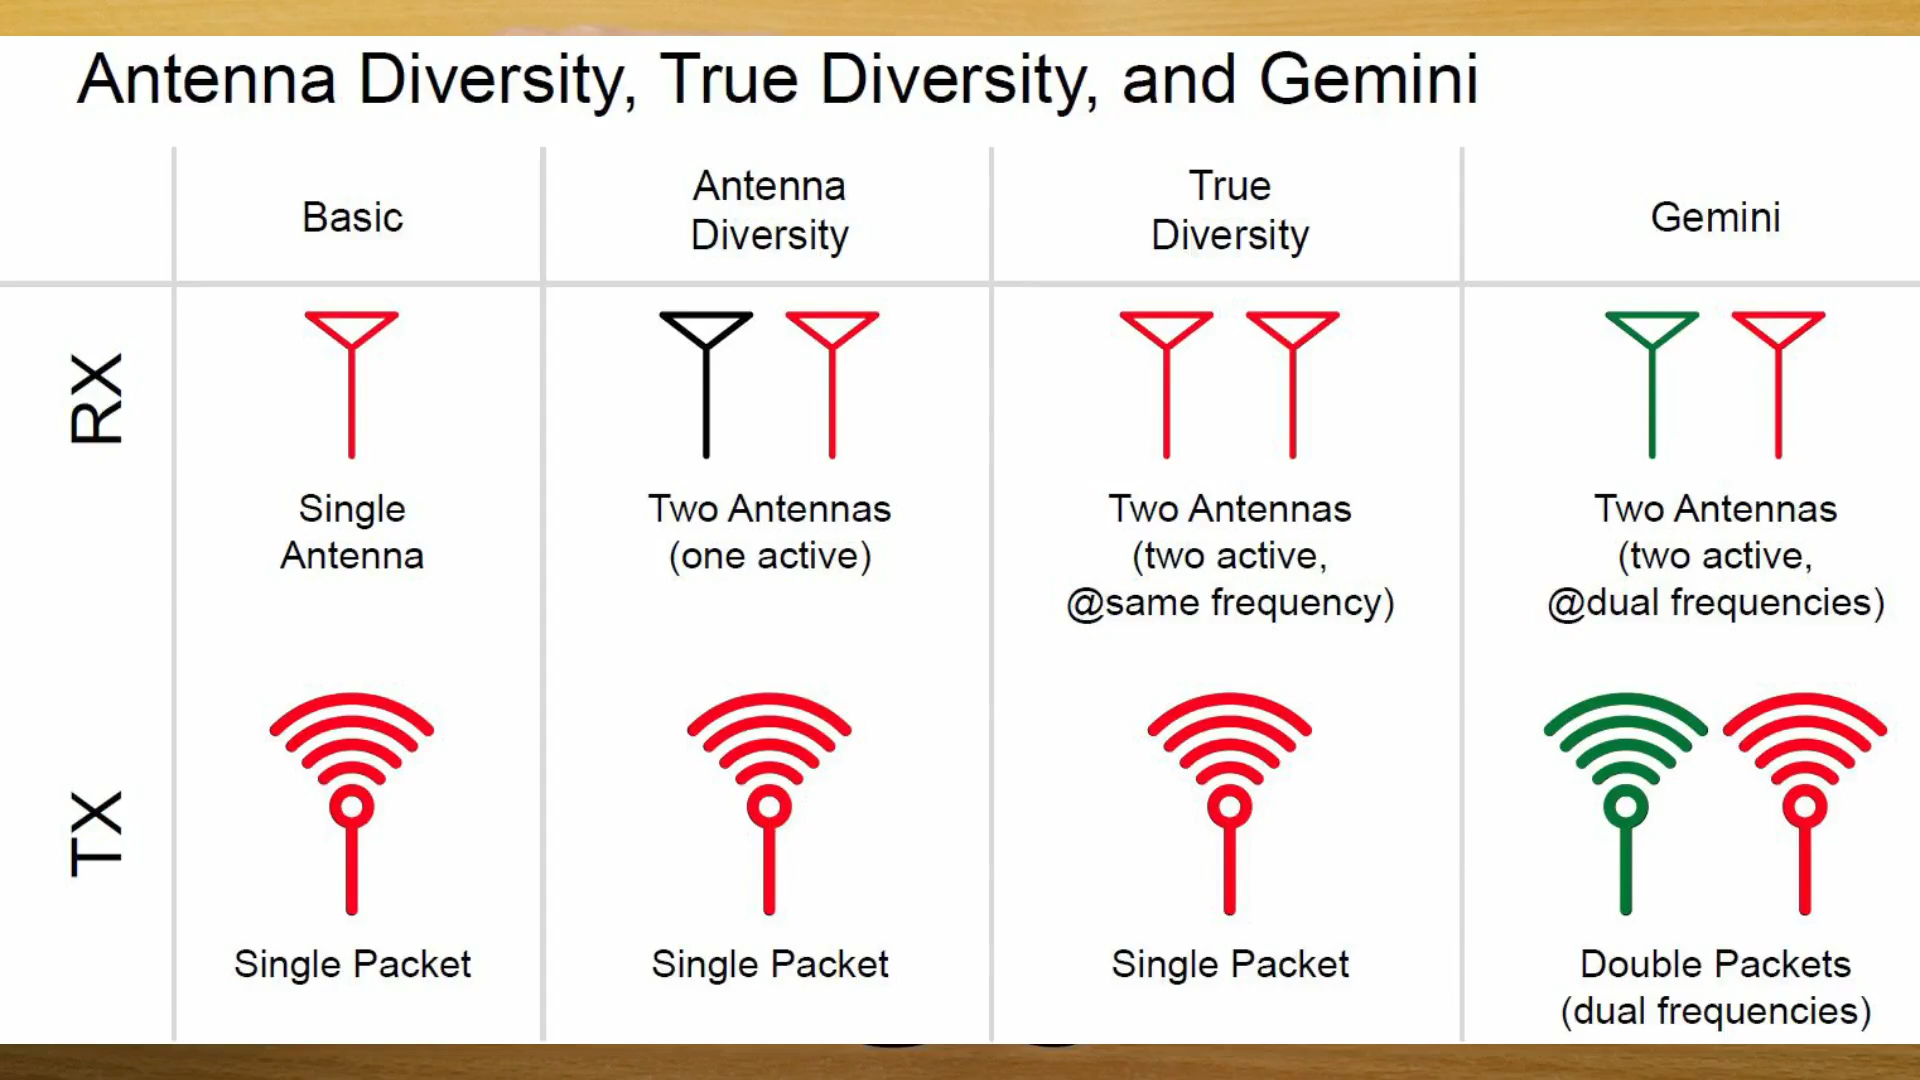 Antenna Diversity, True Diversity, and Gemini
Basic
Antenna
Diversity
True
Diversity
Gemini
RX
Single
Antenna
Two Antennas
(one active)
Two Antennas
(two active,
@same frequency)
Two Antennas
(two active,
@dual frequencies)
TX
Single Packet
Single Packet
Single Packet
Double Packets
(dual frequencies)